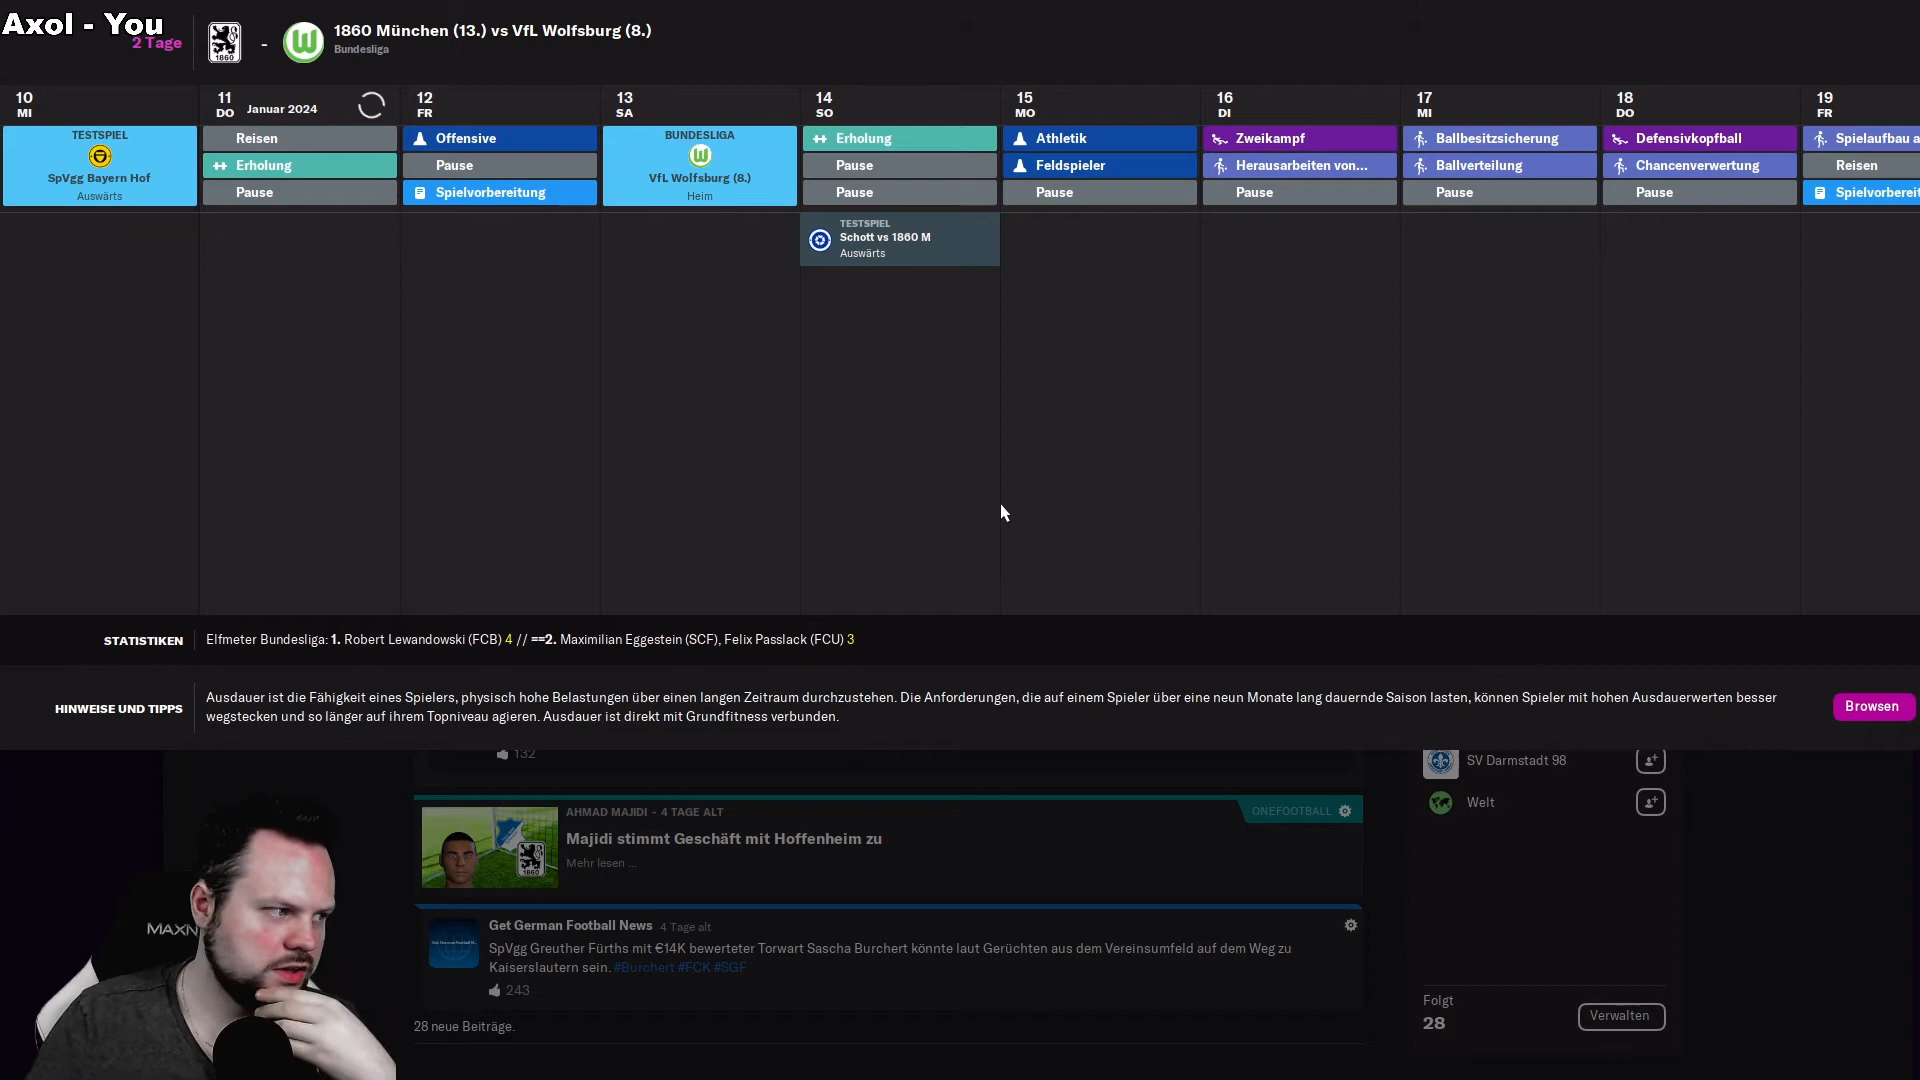 Axol - You
2 Tage
1860
-
1860 München (13.) vs VfL Wolfsburg (8.)
Bundesliga
10
MI
TESTSPIEL
SpVgg Bayern Hof
Auswärts
11
DO
Januar 2024
Reisen
Erholung
Pause
12
FR
Offensive
Pause
Spielvorbereitung
13
SA
BUNDESLIGA
VfL Wolfsburg (8.)
Heim
14
SO
Erholung
Pause
Pause
TESTSPIEL
Schott vs 1860 M
Auswärts
15
MO
Athletik
Feldspieler
Pause
16
DI
Zweikampf
Herausarbeiten von...
Pause
17
MI
Ballbesitzsicherung
Ballverteilung
Pause
18
DO
Defensivkopfball
Chancenverwertung
Pause
19
FR
Spielaufbau a
Reisen
Spielvorbereit
STATISTIKEN
Elfmeter Bundesliga: 1. Robert Lewandowski (FCB) 4 // ==2. Maximilian Eggestein (SCF), Felix Passlack (FCU) 3
HINWEISE UND TIPPS
Ausdauer ist die Fähigkeit eines Spielers, physisch hohe Belastungen über einen langen Zeitraum durchzustehen. Die Anforderungen, die auf einem Spieler über eine neun Monate lang dauernde Saison lasten, können Spieler mit hohen Ausdauerwerten besser
wegstecken und so länger auf ihrem Topniveau agieren. Ausdauer ist direkt mit Grundfitness verbunden.
Browsen
132
SV Darmstadt 98
Welt
AHMAD MAJIDI - 4 TAGE ALT
ONEFOOTBALL
Majidi stimmt Geschäft mit Hoffenheim zu
Mehr lesen ...
1860
Get German Football News 4 Tage alt
SpVgg Greuther Fürths mit €14K bewerteter Torwart Sascha Burchert könnte laut Gerüchten aus dem Vereinsumfeld auf dem Weg zu
Kaiserslautern sein. #Burchert #FCK #SGF
243
28 neue Beiträge.
Folgt
28
Verwalten
MAXN